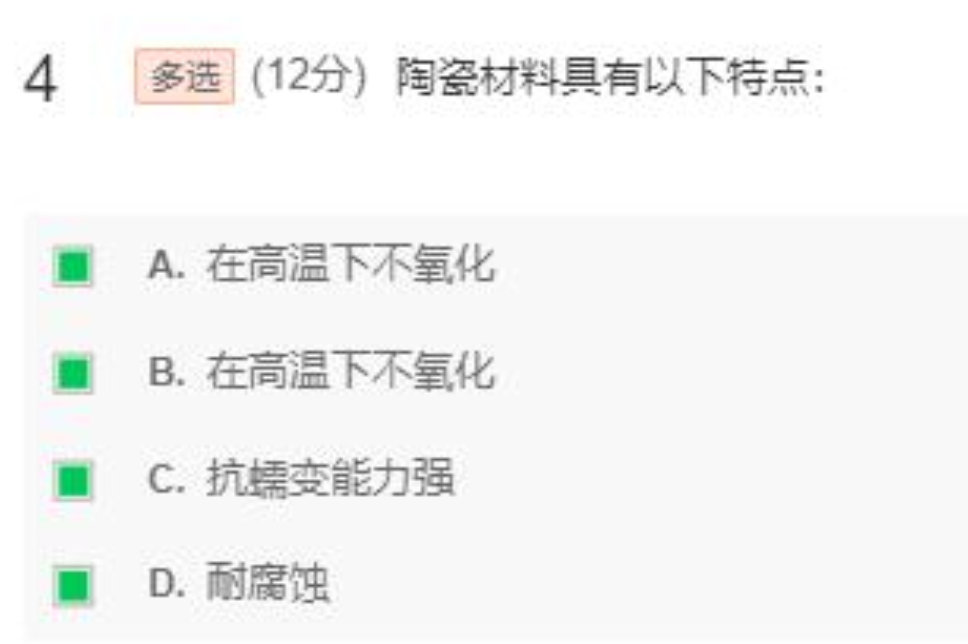 4 多选 (12分) 陶瓷材料具有以下特点:
A. 在高温下不氧化
B. 在高温下不氧化
C. 抗蠕变能力强
D. 耐腐蚀